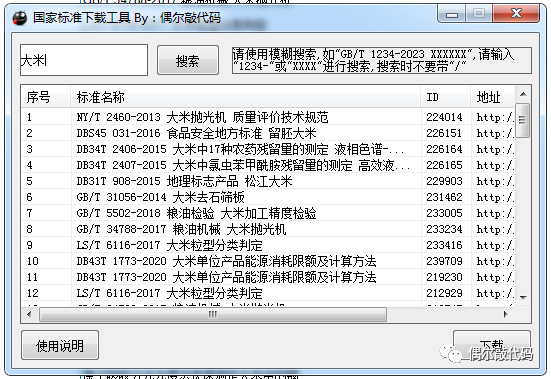 国家标准下载工具 By：偶尔敲代码
大米
搜索
请使用模糊搜索,如"GB/T 1234-2023 XXXXXX",请输入
"1234-"或"XXXX"进行搜索,搜索时不要带"/"
序号 标准名称 ID 地址
1 NY/T 2460-2013 大米抛光机 质量评价技术规范 224014 http:/
2 DBS45 031-2016 食品安全地方标准 留胚大米 226151 http:/
3 DB34T 2406-2015 大米中17种农药残留量的测定 液相色谱-... 226164 http:/
4 DB34T 2407-2015 大米中氯虫苯甲酰胺残留量的测定 高效液... 226165 http:/
5 DB31T 908-2015 地理标志产品 松江大米 229903 http:/
6 GB/T 31056-2014 大米去石筛板 231462 http:/
7 GB/T 5502-2018 粮油检验 大米加工精度检验 233005 http:/
8 GB/T 34788-2017 粮油机械 大米抛光机 233234 http:/
9 LS/T 6116-2017 大米粒型分类判定 233416 http:/
10 DB43T 1773-2020 大米单位产品能源消耗限额及计算方法 239709 http:/
11 DB43T 1773-2020 大米单位产品能源消耗限额及计算方法 219230 http:/
12 LS/T 6116-2017 大米粒型分类判定 212929 http:/
使用说明
下载
偶尔敲代码